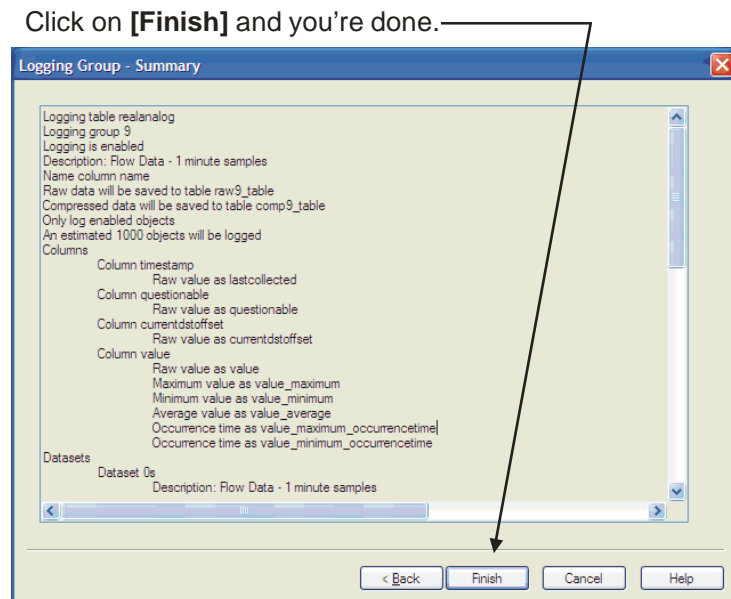 Click on [Finish] and you're done.
Logging Group - Summary
Logging table realanalog
Logging group 9
Logging is enabled
Description: Flow Data - 1 minute samples
Name column name
Raw data will be saved to table raw9_table
Compressed data will be saved to table comp9_table
Only log enabled objects
An estimated 1000 objects will be logged
Columns
Column timestamp
Raw value as lastcollected
Column questionable
Raw value as questionable
Column currentdstoffset
Raw value as currentdstoffset
Column value
Raw value as value
Maximum value as value_maximum
Minimum value as value_minimum
Average value as value_average
Occurrence time as value_maximum_occurrencetime
Occurrence time as value_minimum_occurrencetime
Datasets
Dataset 0s
Description: Flow Data - 1 minute samples
< Back Finish Cancel Help